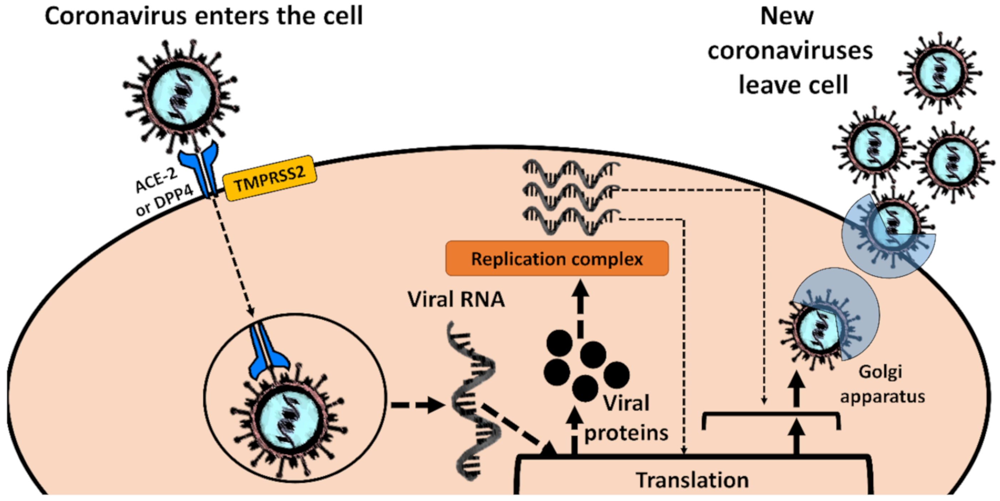 Coronavirus enters the cell
New
coronaviruses
leave cell
ACE-2
or DPP4
TMPRSS2
Replication complex
Viral RNA
Viral
proteins
Golgi
apparatus
Translation